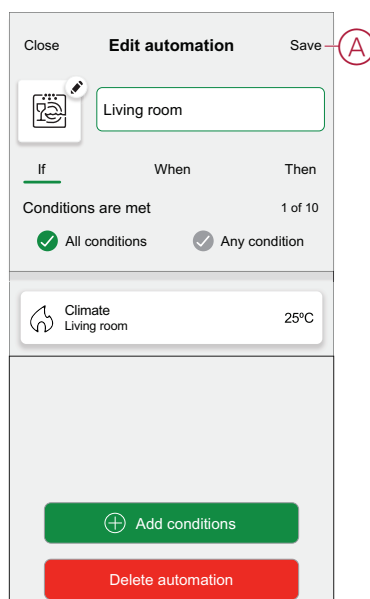 Close Edit automation Save A
Living room
If When Then
Conditions are met 1 of 10
All conditions Any condition
Climate
Living room 25°C
Add conditions
Delete automation